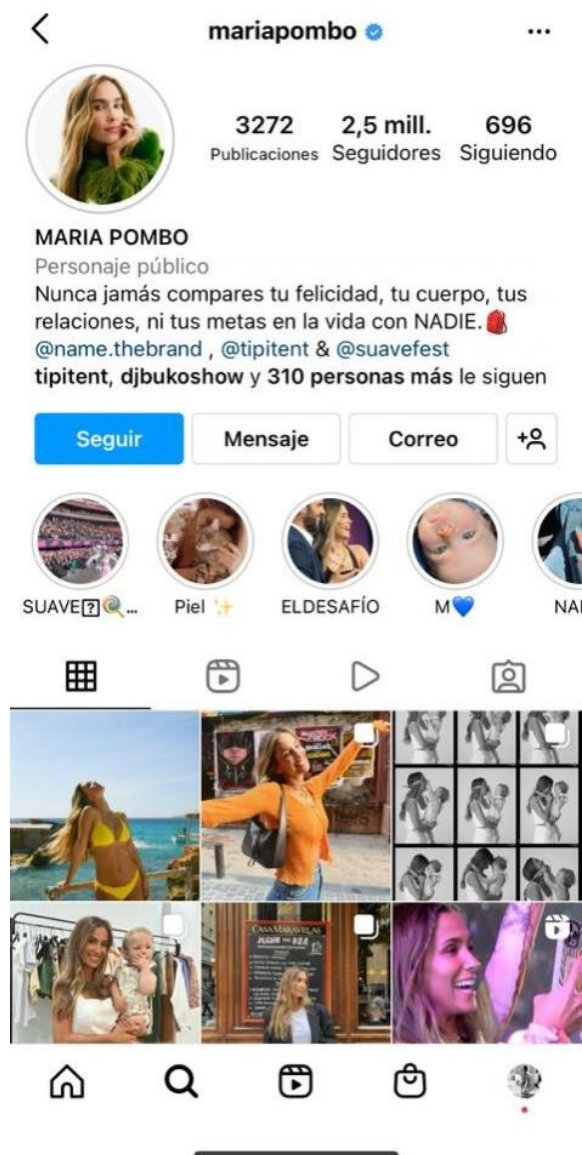 mariapombo
3272 2,5 mill. 696
Publicaciones Seguidores Siguiendo
MARIA POMBO
Personaje público
Nunca jamás compares tu felicidad, tu cuerpo, tus
relaciones, ni tus metas en la vida con NADIE.🎒
@name.thebrand , @tipitent & @suavefest
tipitent, djbukoshow y 310 personas más le siguen
Seguir Mensaje Correo
SUAVE⍰🍭... Piel ✨ ELDESAFÍO M💙
CASA MARAVILLAS